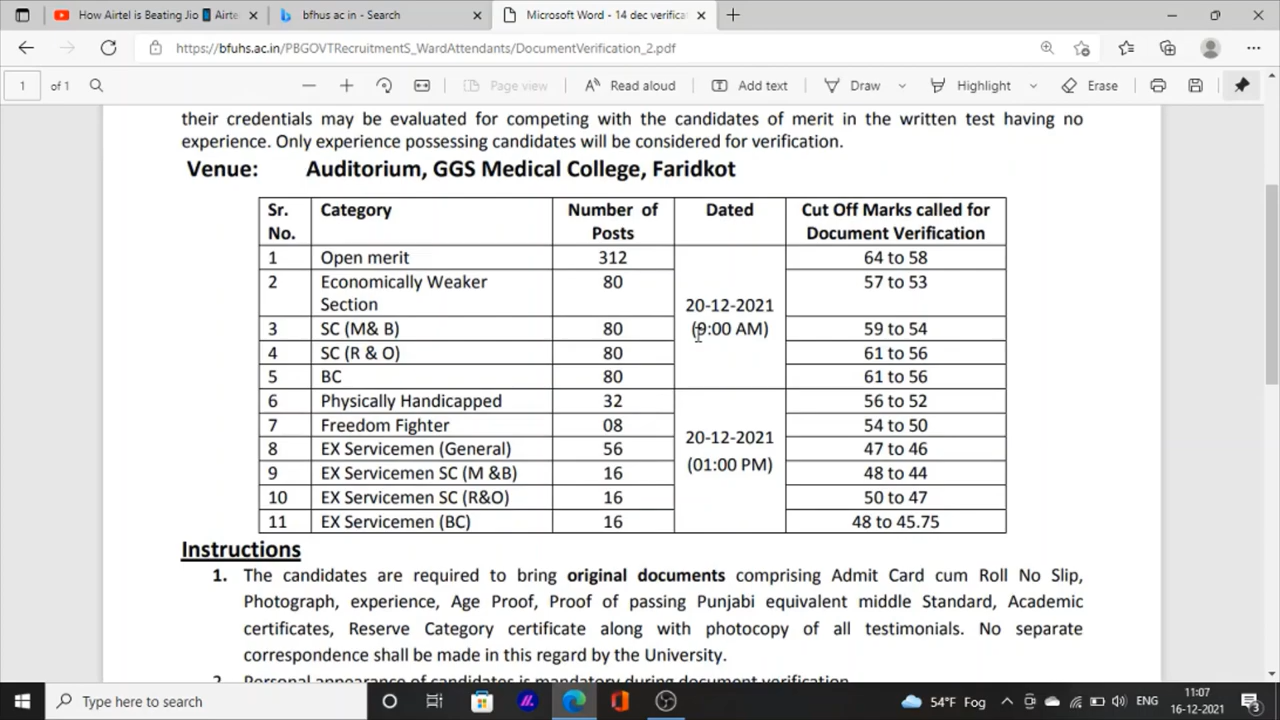 How Airtel is Beating Jio Airtel
bfhus ac in - Search
Microsoft Word - 14 dec verifica
https://bfuhs.ac.in/PBGOVTRecruitmentS_WardAttendants/DocumentVerification_2.pdf
1 of 1 Page view Read aloud Add text Draw Highlight Erase
their credentials may be evaluated for competing with the candidates of merit in the written test having no
experience. Only experience possessing candidates will be considered for verification.
Venue: Auditorium, GGS Medical College, Faridkot
Sr. No. Category Number of Posts Dated Cut Off Marks called for Document Verification
1 Open merit 312 64 to 58
2 Economically Weaker Section 80 57 to 53
20-12-2021
(9:00 AM)
3 SC (M& B) 80 59 to 54
4 SC (R & O) 80 61 to 56
5 BC 80 61 to 56
6 Physically Handicapped 32 56 to 52
7 Freedom Fighter 08 54 to 50
20-12-2021
(01:00 PM)
8 EX Servicemen (General) 56 47 to 46
9 EX Servicemen SC (M &B) 16 48 to 44
10 EX Servicemen SC (R&O) 16 50 to 47
11 EX Servicemen (BC) 16 48 to 45.75
Instructions
1. The candidates are required to bring original documents comprising Admit Card cum Roll No Slip,
Photograph, experience, Age Proof, Proof of passing Punjabi equivalent middle Standard, Academic
certificates, Reserve Category certificate along with photocopy of all testimonials. No separate
correspondence shall be made in this regard by the University.
2. Personal appearance of candidates is mandatory during document verification
Type here to search
54°F Fog
ENG
11:07
16-12-2021
3